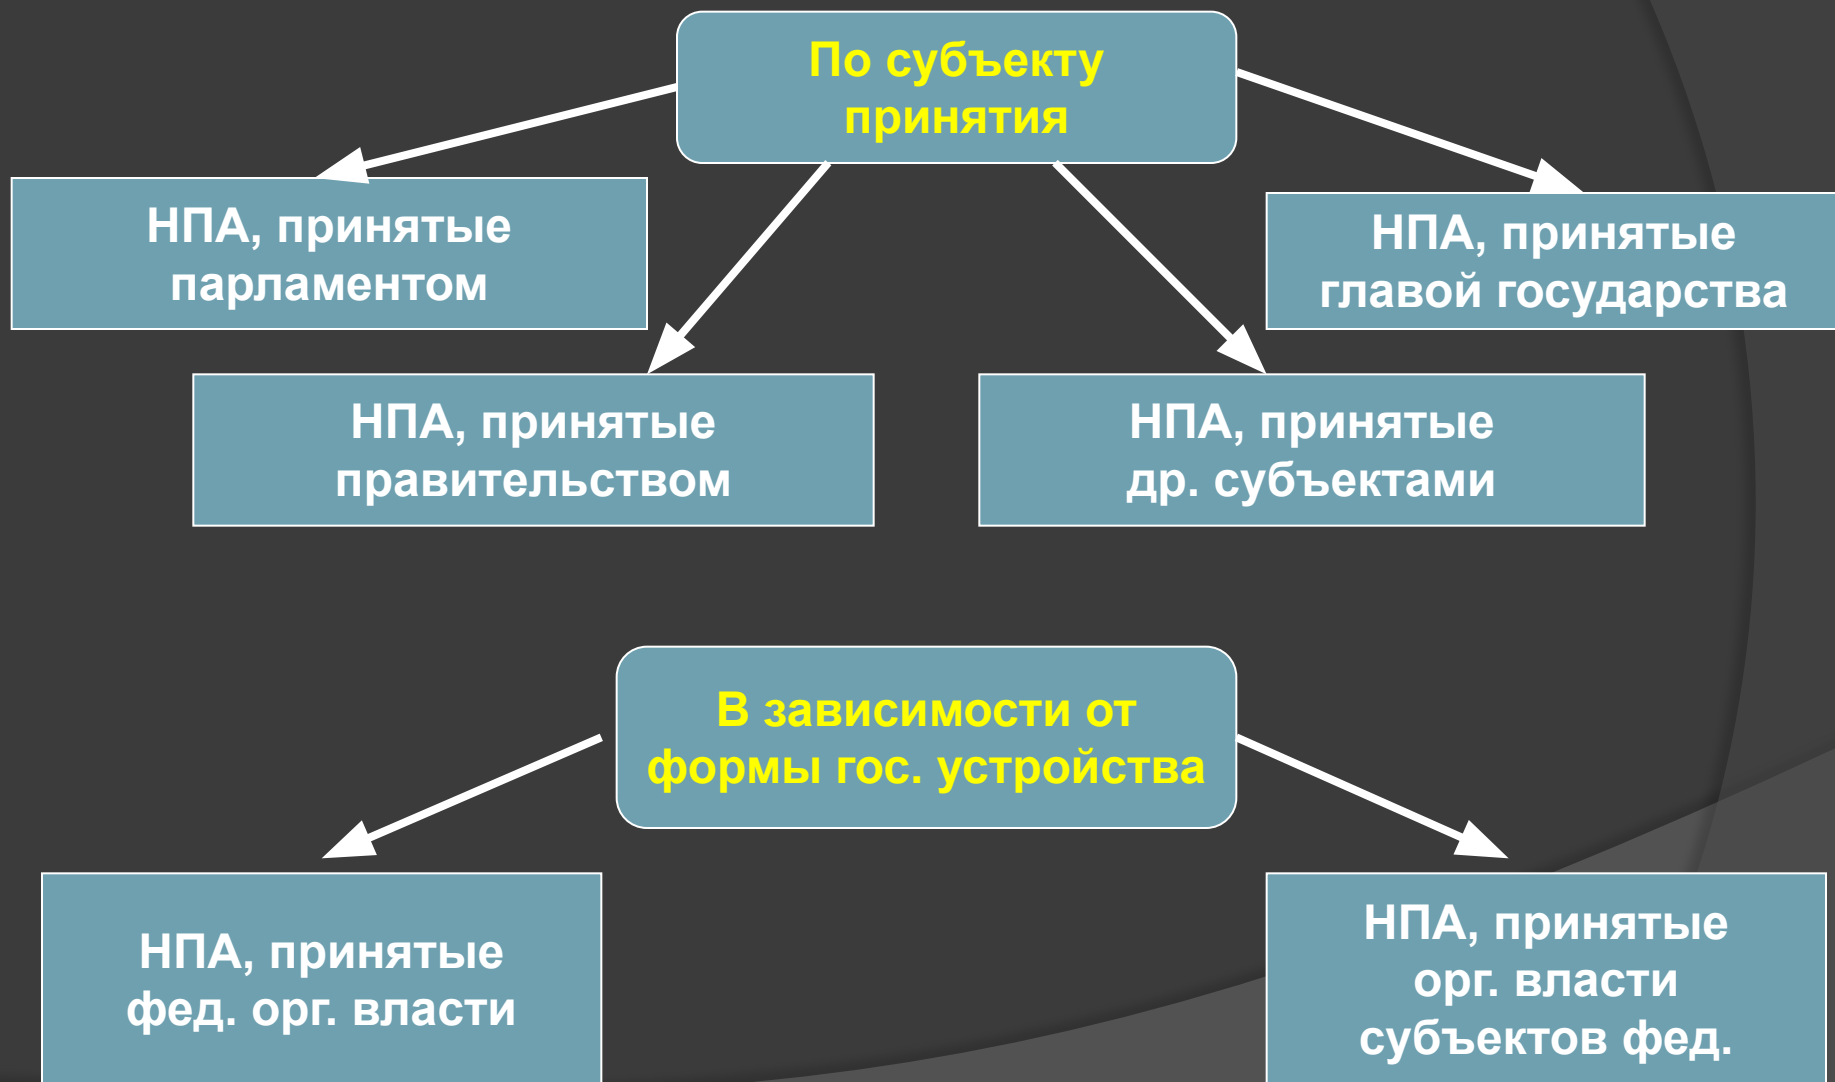 По субъекту
принятия
НПА, принятые
парламентом
НПА, принятые
главой государства
НПА, принятые
правительством
НПА, принятые
др. субъектами
В зависимости от
формы гос. устройства
НПА, принятые
фед. орг. власти
НПА, принятые
орг. власти
субъектов фед.